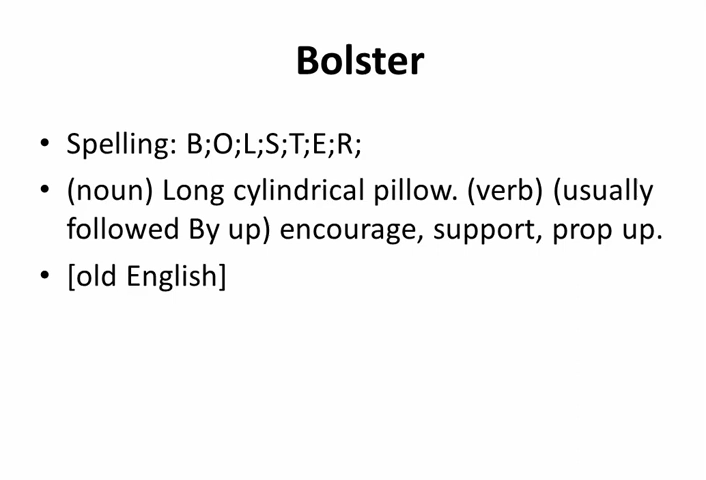 Bolster
• Spelling: B;O;L;S;T;E;R;
• (noun) Long cylindrical pillow. (verb) (usually
followed By up) encourage, support, prop up.
• [old English]